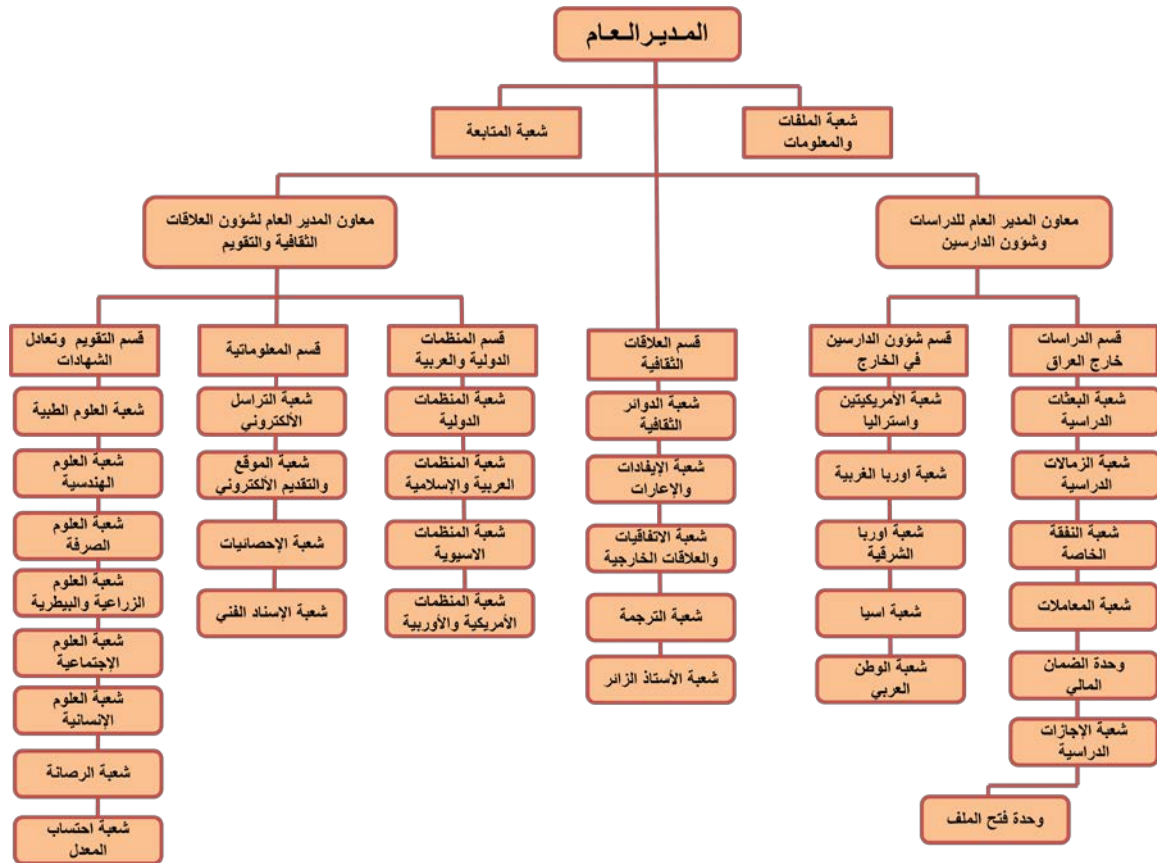 المدير العام
شعبة الملفات
والمعلومات
شعبة المتابعة
معاون المدير العام للدراسات
وشؤون الدارسين
معاون المدير العام لشؤون العلاقات
الثقافية والتقويم
قسم الدراسات
خارج العراق
شعبة البعثات
الدراسية
شعبة الزمالات
الدراسية
شعبة النفقة
الخاصة
شعبة المعاملات
وحدة الضمان
المالي
شعبة الإجازات
الدراسية
وحدة فتح الملف
قسم شؤون الدارسين
في الخارج
شعبة الأمريكيتين
واستراليا
شعبة اوربا الغربية
شعبة اوربا
الشرقية
شعبة اسيا
شعبة الوطن
العربي
قسم العلاقات
الثقافية
شعبة الدوائر
الثقافية
شعبة الإيفادات
والإعارات
شعبة الاتفاقيات
والعلاقات الخارجية
شعبة الترجمة
شعبة الأستاذ الزائر
قسم المنظمات
الدولية والعربية
شعبة المنظمات
الدولية
شعبة المنظمات
العربية والإسلامية
شعبة المنظمات
الاسيوية
شعبة المنظمات
الأمريكية والأوربية
قسم المعلوماتية
شعبة التراسل
الألكتروني
شعبة الموقع
والتقديم الألكتروني
شعبة الإحصائيات
شعبة الإسناد الفني
قسم التقويم وتعادل
الشهادات
شعبة العلوم الطبية
شعبة العلوم
الهندسية
شعبة العلوم
الصرفة
شعبة العلوم
الزراعية والبيطرية
شعبة العلوم
الإجتماعية
شعبة العلوم
الإنسانية
شعبة الرصانة
شعبة احتساب
المعدل